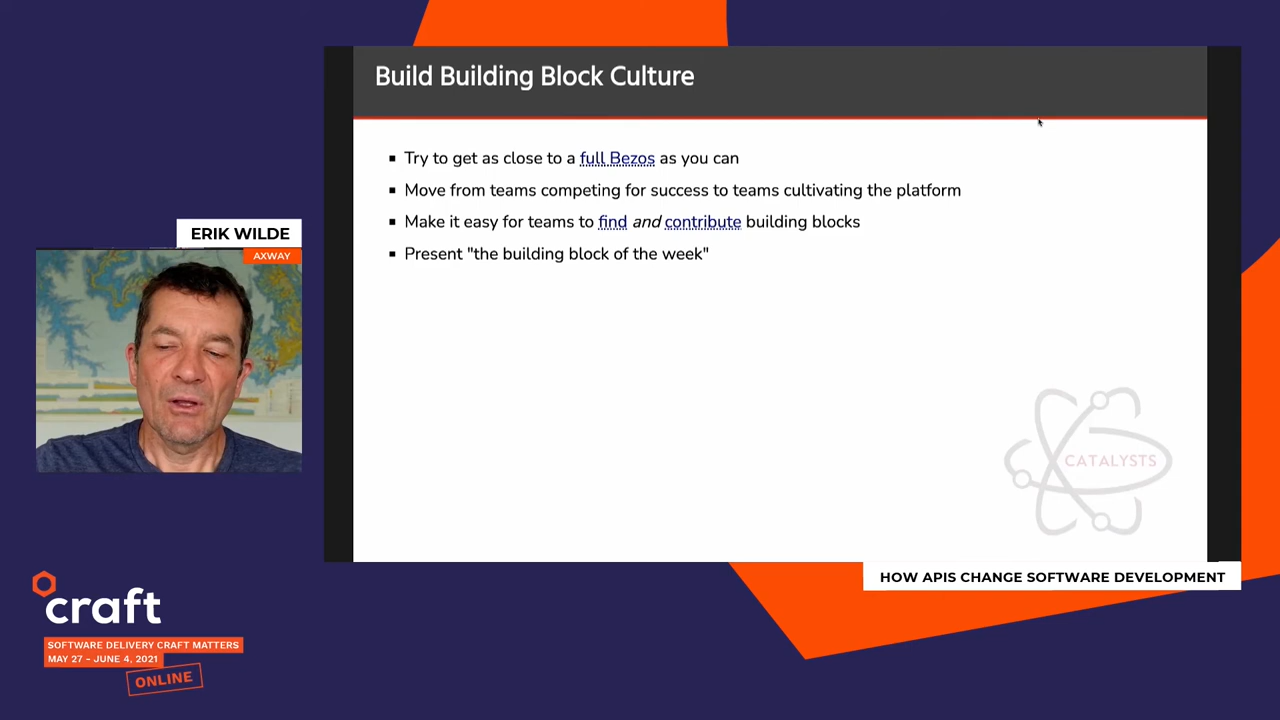 Build Building Block Culture
Try to get as close to a full Bezos as you can
Move from teams competing for success to teams cultivating the platform
Make it easy for teams to find and contribute building blocks
Present "the building block of the week"
CATALYSTS
ERIK WILDE
AXWAY
HOW APIS CHANGE SOFTWARE DEVELOPMENT
craft
SOFTWARE DELIVERY CRAFT MATTERS
MAY 27 - JUNE 4, 2021
ONLINE